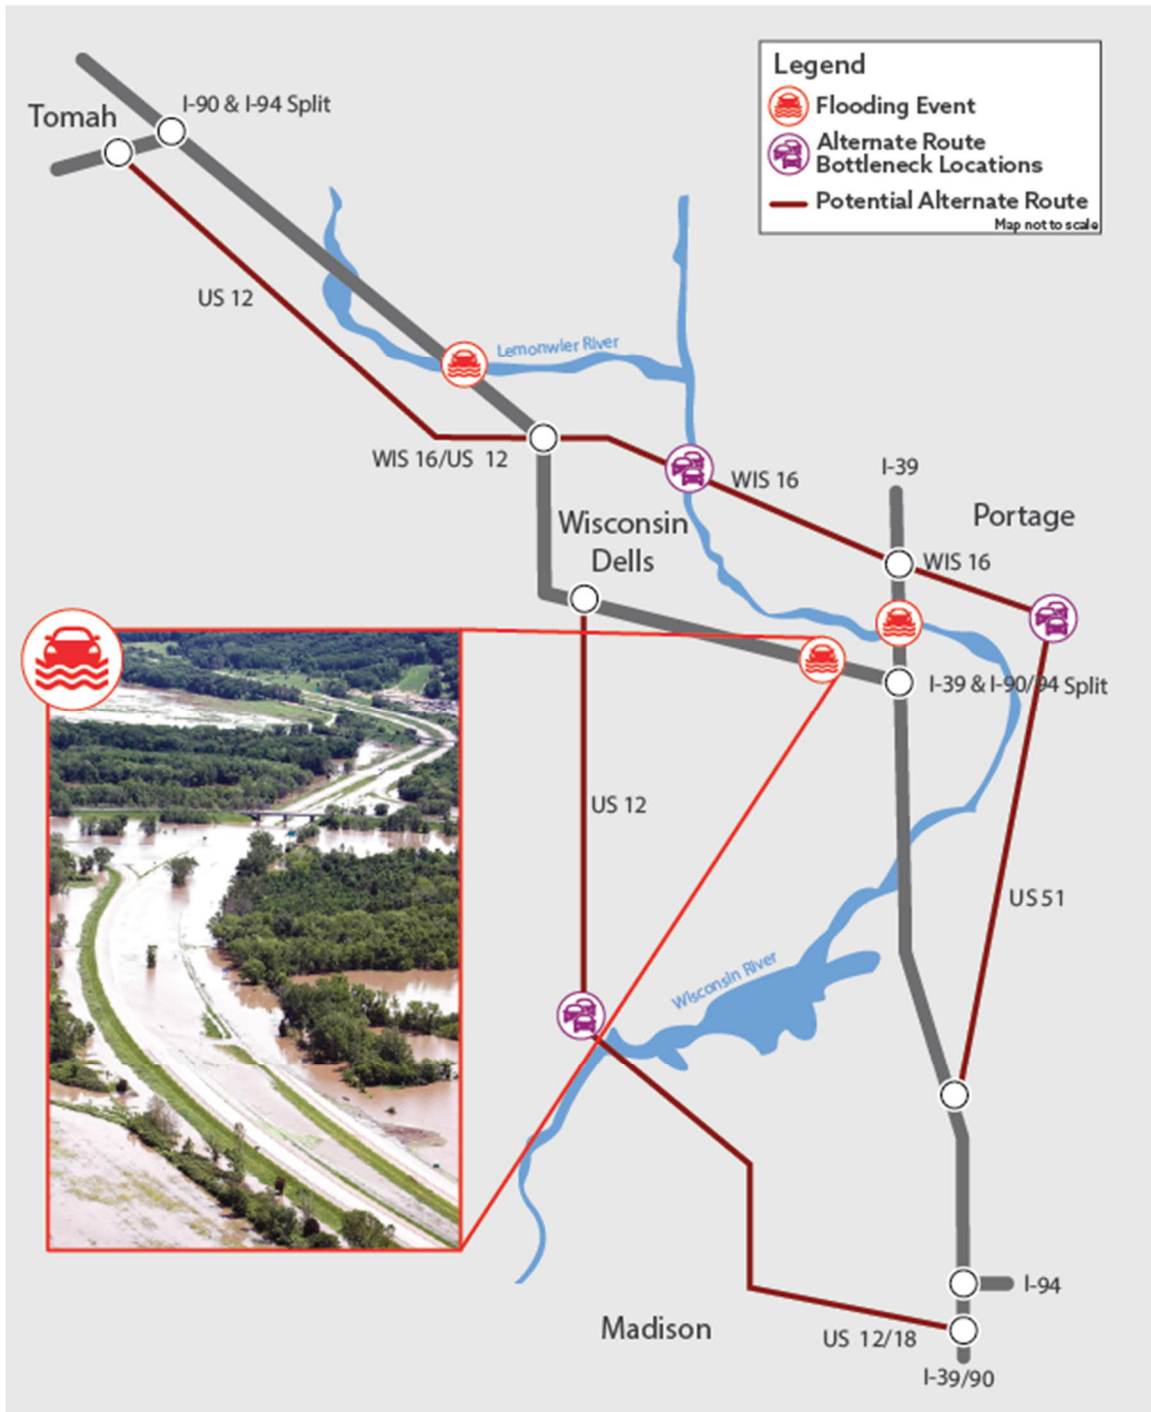 Legend
Flooding Event
Alternate Route
Bottleneck Locations
Potential Alternate Route
Map not to scale
I-90 & I-94 Split
Tomah
US 12
Lemonwler River
WIS 16/US 12
WIS 16
I-39
Portage
Wisconsin
Dells
WIS 16
I-39 & I-90/94 Split
US 12
US 51
Wisconsin River
I-94
Madison
US 12/18
I-39/90